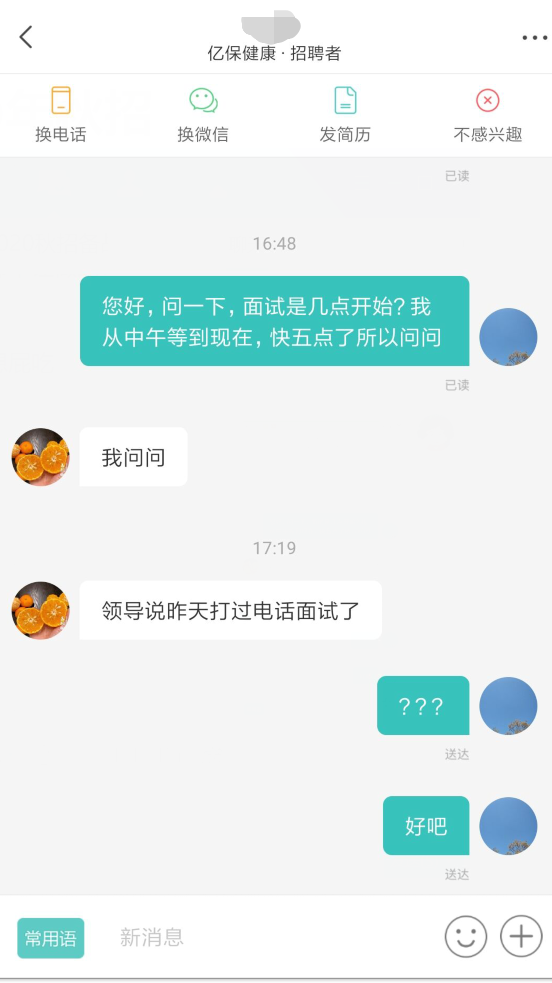 亿保健康 · 招聘者
换电话
换微信
发简历
不感兴趣
已读
16:48
您好,问一下,面试是几点开始?我
从中午等到现在,快五点了所以问问
已读
我问问
17:19
领导说昨天打过电话面试了
???
送达
好吧
送达
常用语
新消息